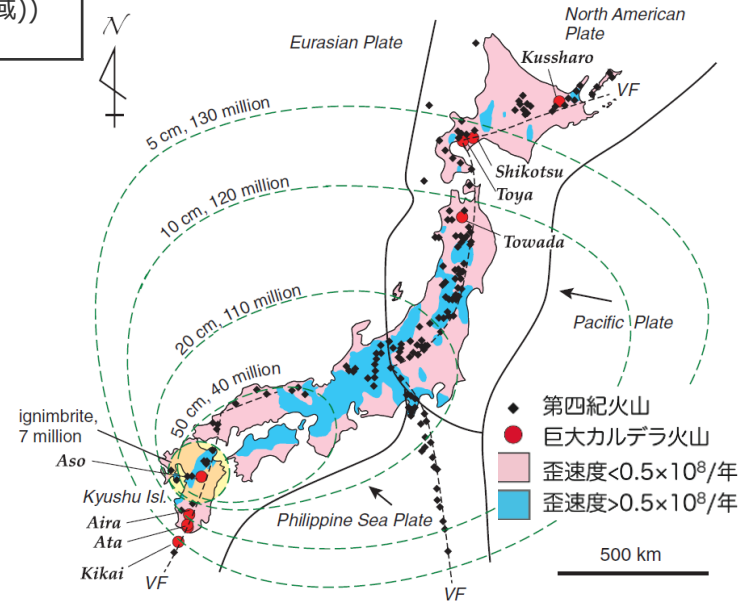 域))
N
Eurasian Plate
North American
Plate
Kussharo
VF
5 cm, 130 million
Shikotsu
Toya
10 cm, 120 million
Towada
20 cm, 110 million
Pacific Plate
50 cm, 40 million
ignimbrite,
7 million
Aso
Kyushu Isl.
Aira
Ata
Kikai
VF
Philippine Sea Plate
VF
第四紀火山
巨大カルデラ火山
歪速度<0.5×10⁸/年
歪速度>0.5×10⁸/年
500 km